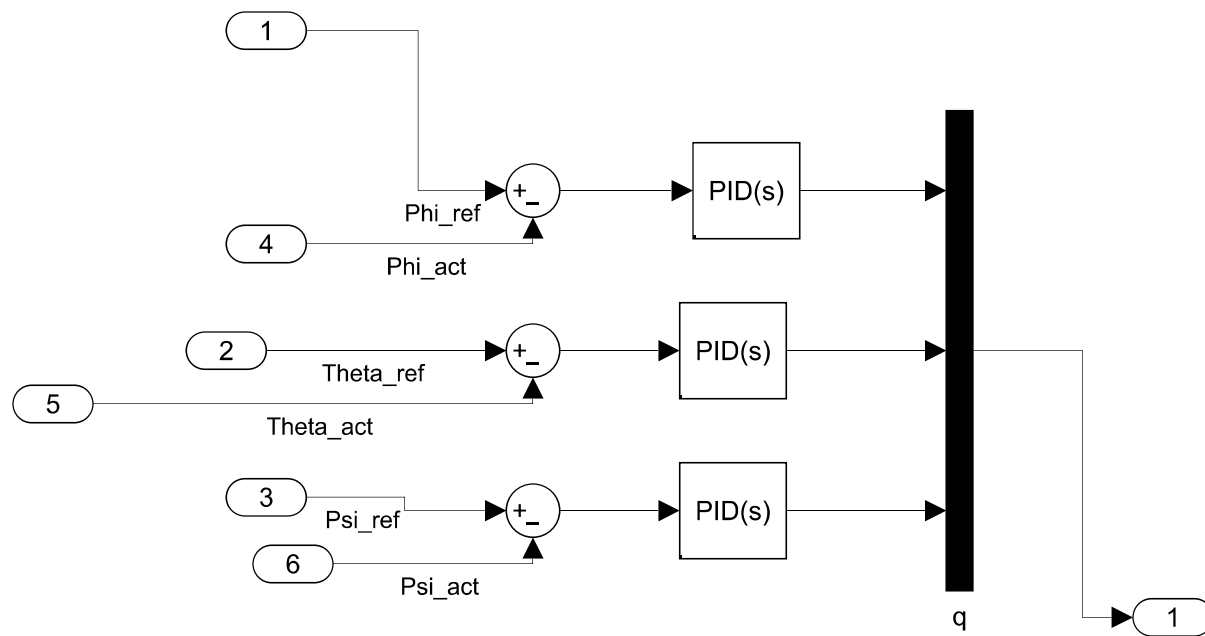 1
+
−
PID(s)
Phi_ref
4
Phi_act
2
+
−
PID(s)
Theta_ref
5
Theta_act
3
+
−
PID(s)
Psi_ref
6
Psi_act
q
1